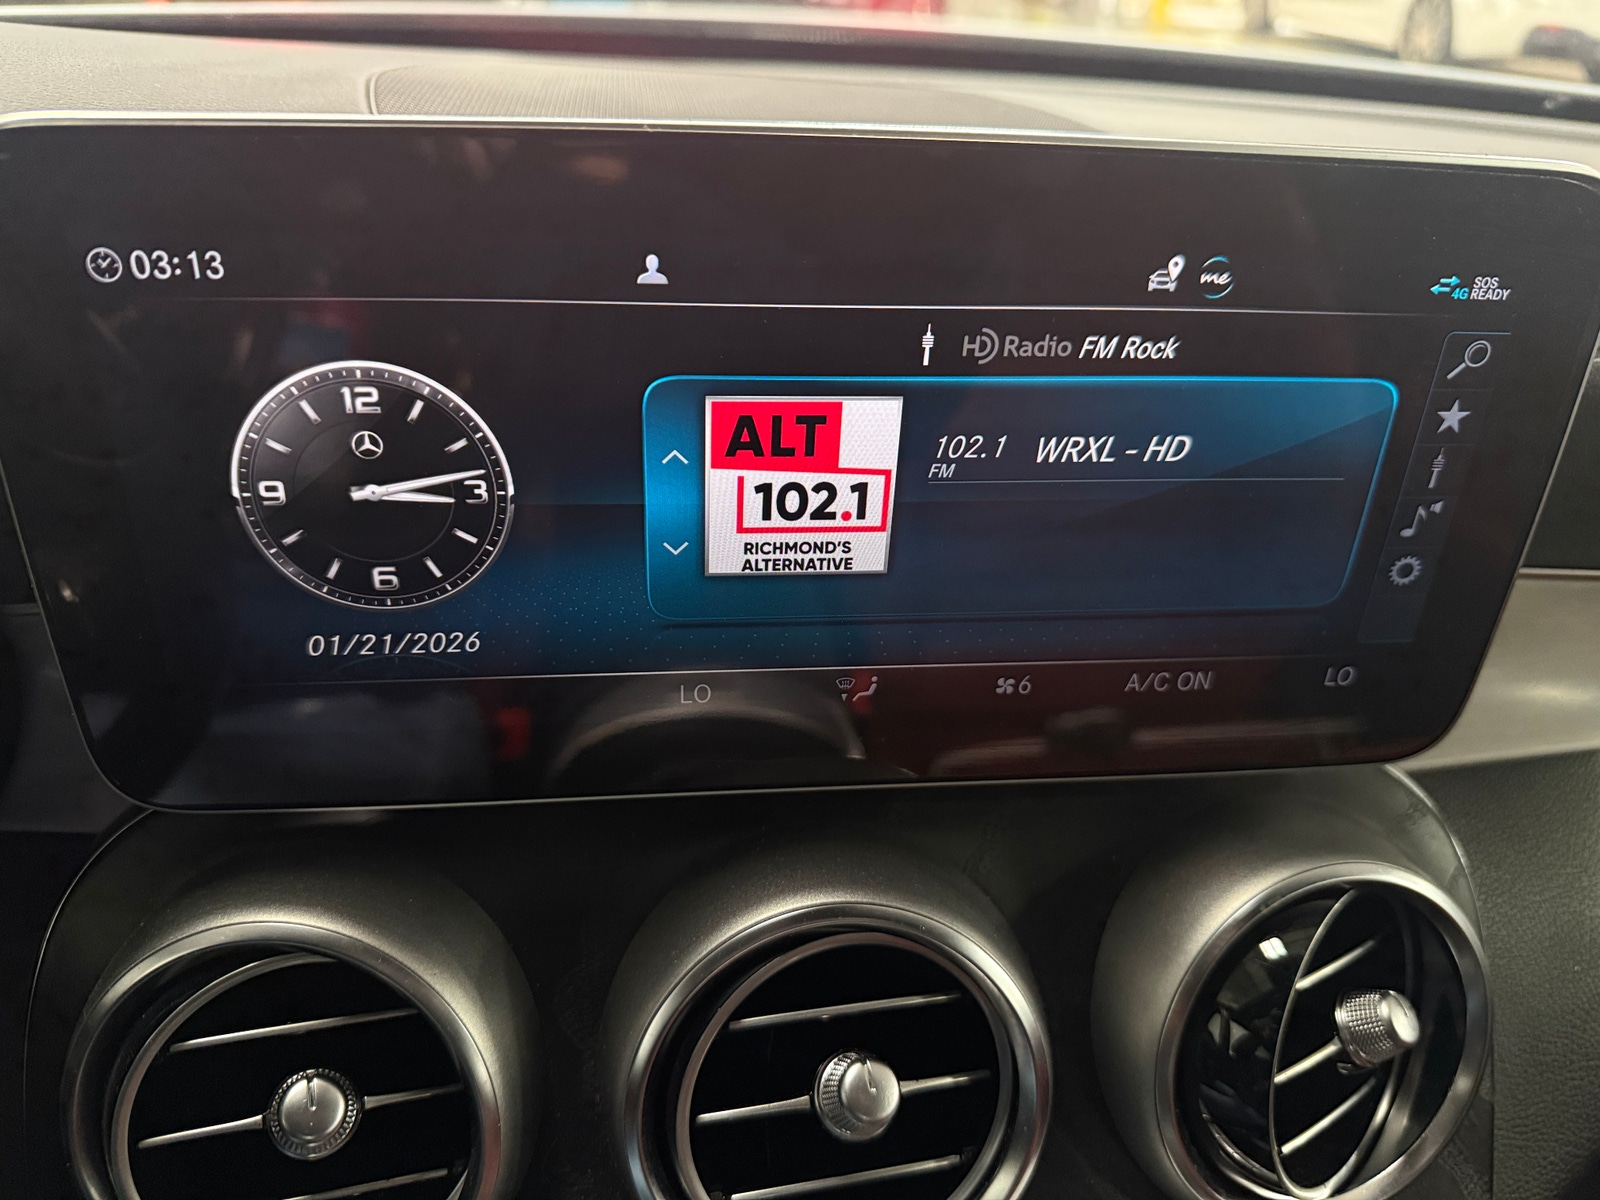 03:13
me
4G SOS
READY
HD Radio FM Rock
12
3
6
9
01/21/2026
ALT
102.1
RICHMOND'S
ALTERNATIVE
102.1 WRXL - HD
FM
LO
6
A/C ON
LO